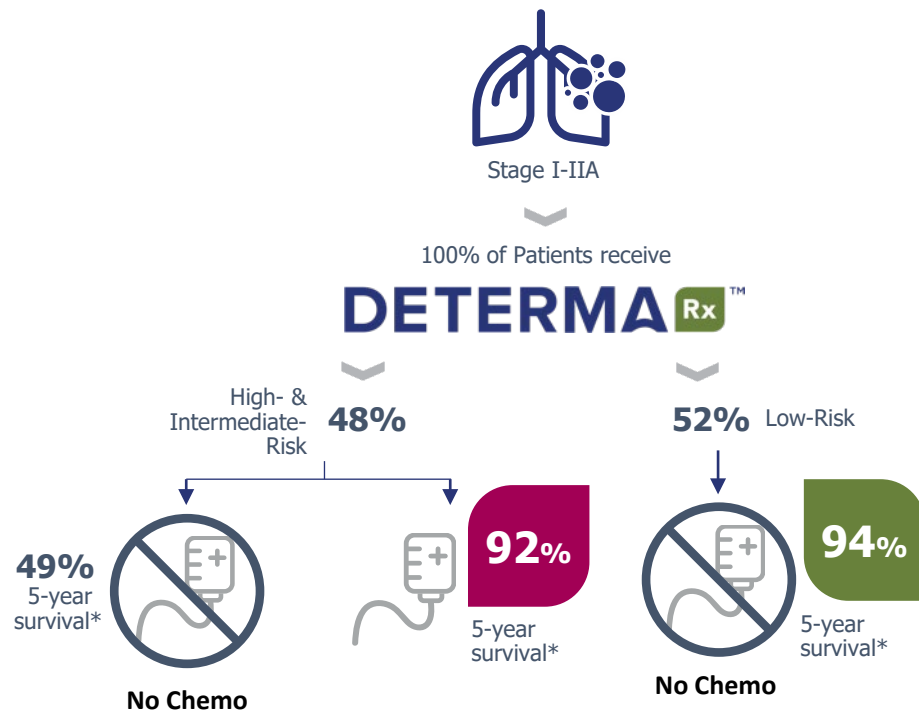 Stage I-IIA
100% of Patients receive
DETERMA Rx™
High- &
Intermediate-
Risk
48%
52%
Low-Risk
49%
5-year
survival*
92%
5-year
survival*
94%
5-year
survival*
No Chemo
No Chemo